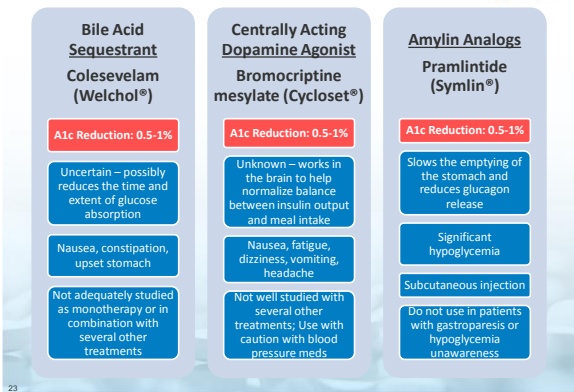 Bile Acid
Sequestrant
Colesevelam
(Welchol®)
A1c Reduction: 0.5-1%
Uncertain – possibly
reduces the time and
extent of glucose
absorption
Nausea, constipation,
upset stomach
Not adequately studied
as monotherapy or in
combination with
several other
treatments
Centrally Acting
Dopamine Agonist
Bromocriptine
mesylate (Cycloset®)
A1c Reduction: 0.5-1%
Unknown – works in
the brain to help
normalize balance
between insulin output
and meal intake
Nausea, fatigue,
dizziness, vomiting,
headache
Not well studied with
several other
treatments; Use with
caution with blood
pressure meds
Amylin Analogs
Pramlintide
(Symlin®)
A1c Reduction: 0.5-1%
Slows the emptying of
the stomach and
reduces glucagon
release
Significant
hypoglycemia
Subcutaneous injection
Do not use in patients
with gastroparesis or
hypoglycemia
unawareness
23